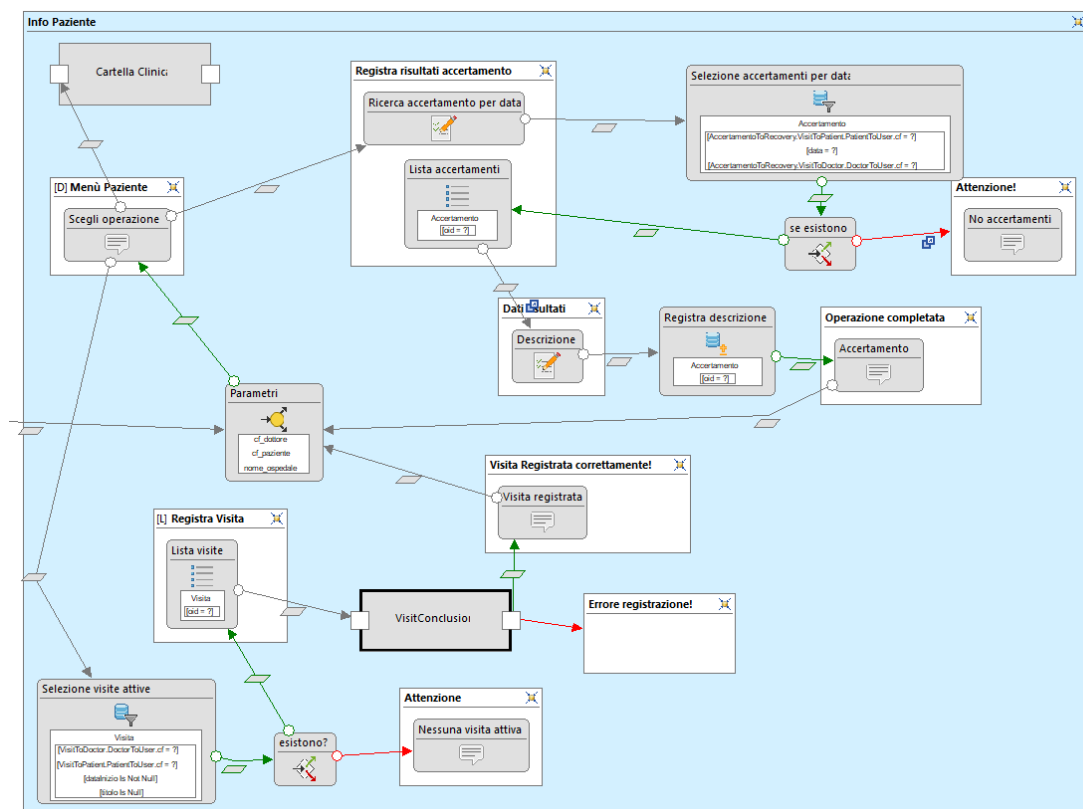 Info Paziente
Cartella Clinica
Registra risultati accertamento
Ricerca accertamento per data
Selezione accertamenti per data
Accertamento
[AccertamentoToRecovery.VisitToPatient.PatientToUser.cf = ?]
[data = ?]
[AccertamentoToRecovery.VisitToDoctor.DoctorToUser.cf = ?]
Lista accertamenti
Accertamento
[oid = ?]
[D] Menù Paziente
Scegli operazione
se esistono
Attenzione!
No accertamenti
Dati risultati
Descrizione
Registra descrizione
Accertamento
[oid = ?]
Operazione completata
Accertamento
Parametri
cf_dottore
cf_paziente
nome_ospedale
Visita Registrata correttamente!
Visita registrata
[L] Registra Visita
Lista visite
Visita
[oid = ?]
VisitConclusion
Errore registrazione!
Selezione visite attive
Visita
[VisitToDoctor.DoctorToUser.cf = ?]
[VisitToPatient.PatientToUser.cf = ?]
[dataInizio Is Not Null]
[titolo Is Null]
esistono?
Attenzione
Nessuna visita attiva